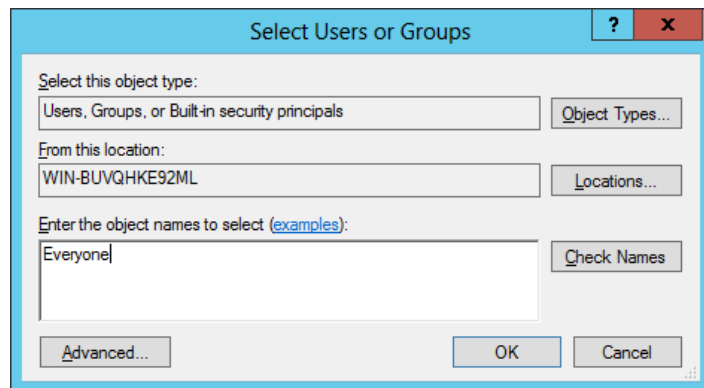 Select Users or Groups
? x
Select this object type:
Users, Groups, or Built-in security principals
Object Types...
From this location:
WIN-BUVQHKE92ML
Locations...
Enter the object names to select (examples):
Everyone
Check Names
Advanced...
OK
Cancel